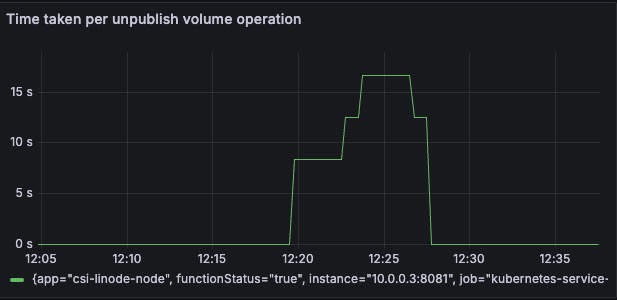 Time taken per unpublish volume operation
15 s
10 s
5 s
0 s
12:05 12:10 12:15 12:20 12:25 12:30 12:35
{app="csi-linode-node", functionStatus="true", instance="10.0.0.3:8081", job="kubernetes-service-